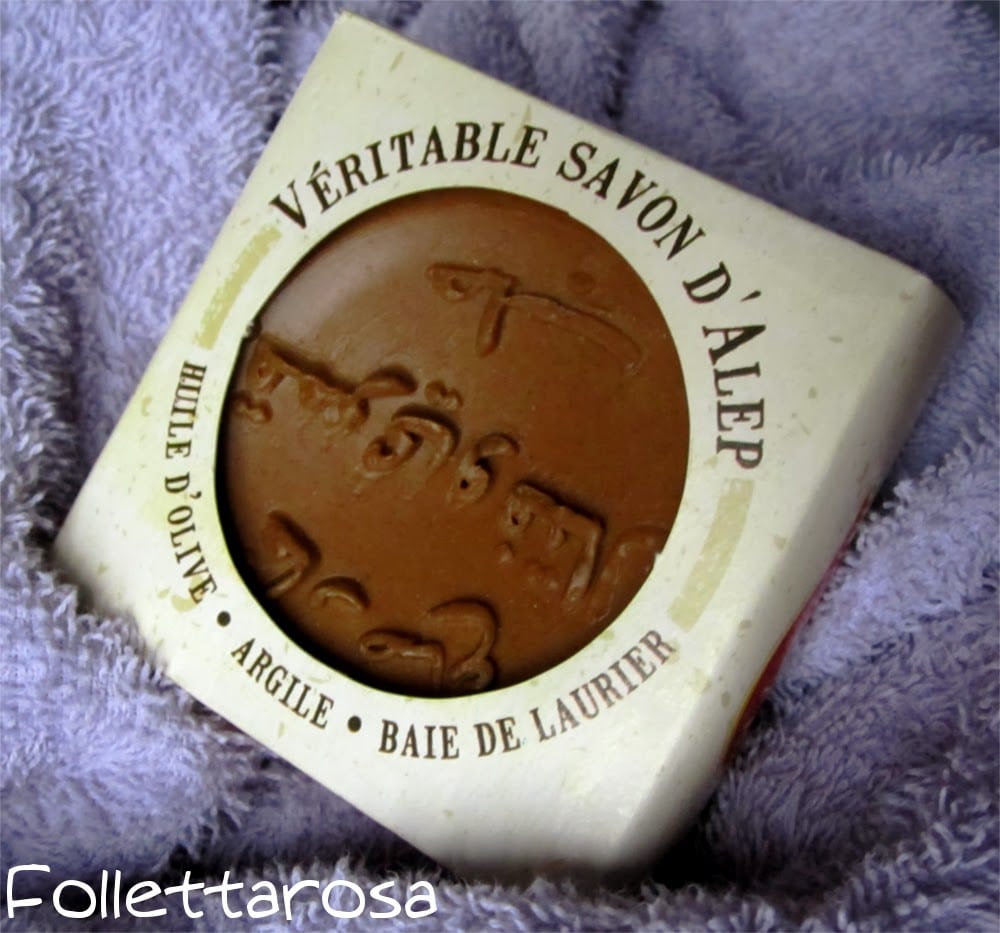 VÉRITABLE SAVON D'ALEP
HUILE D'OLIVE • ARGILE • BAIE DE LAURIER
Follettarosa